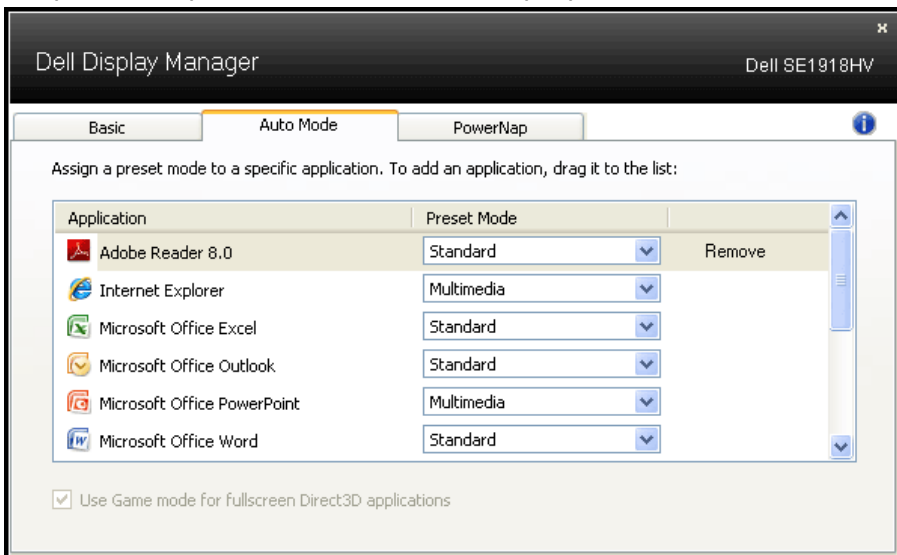 Dell Display Manager
Dell SE1918HV
Basic Auto Mode PowerNap
Assign a preset mode to a specific application. To add an application, drag it to the list:
Application Preset Mode
Adobe Reader 8.0 Standard Remove
Internet Explorer Multimedia
Microsoft Office Excel Standard
Microsoft Office Outlook Standard
Microsoft Office PowerPoint Multimedia
Microsoft Office Word Standard
Use Game mode for fullscreen Direct3D applications